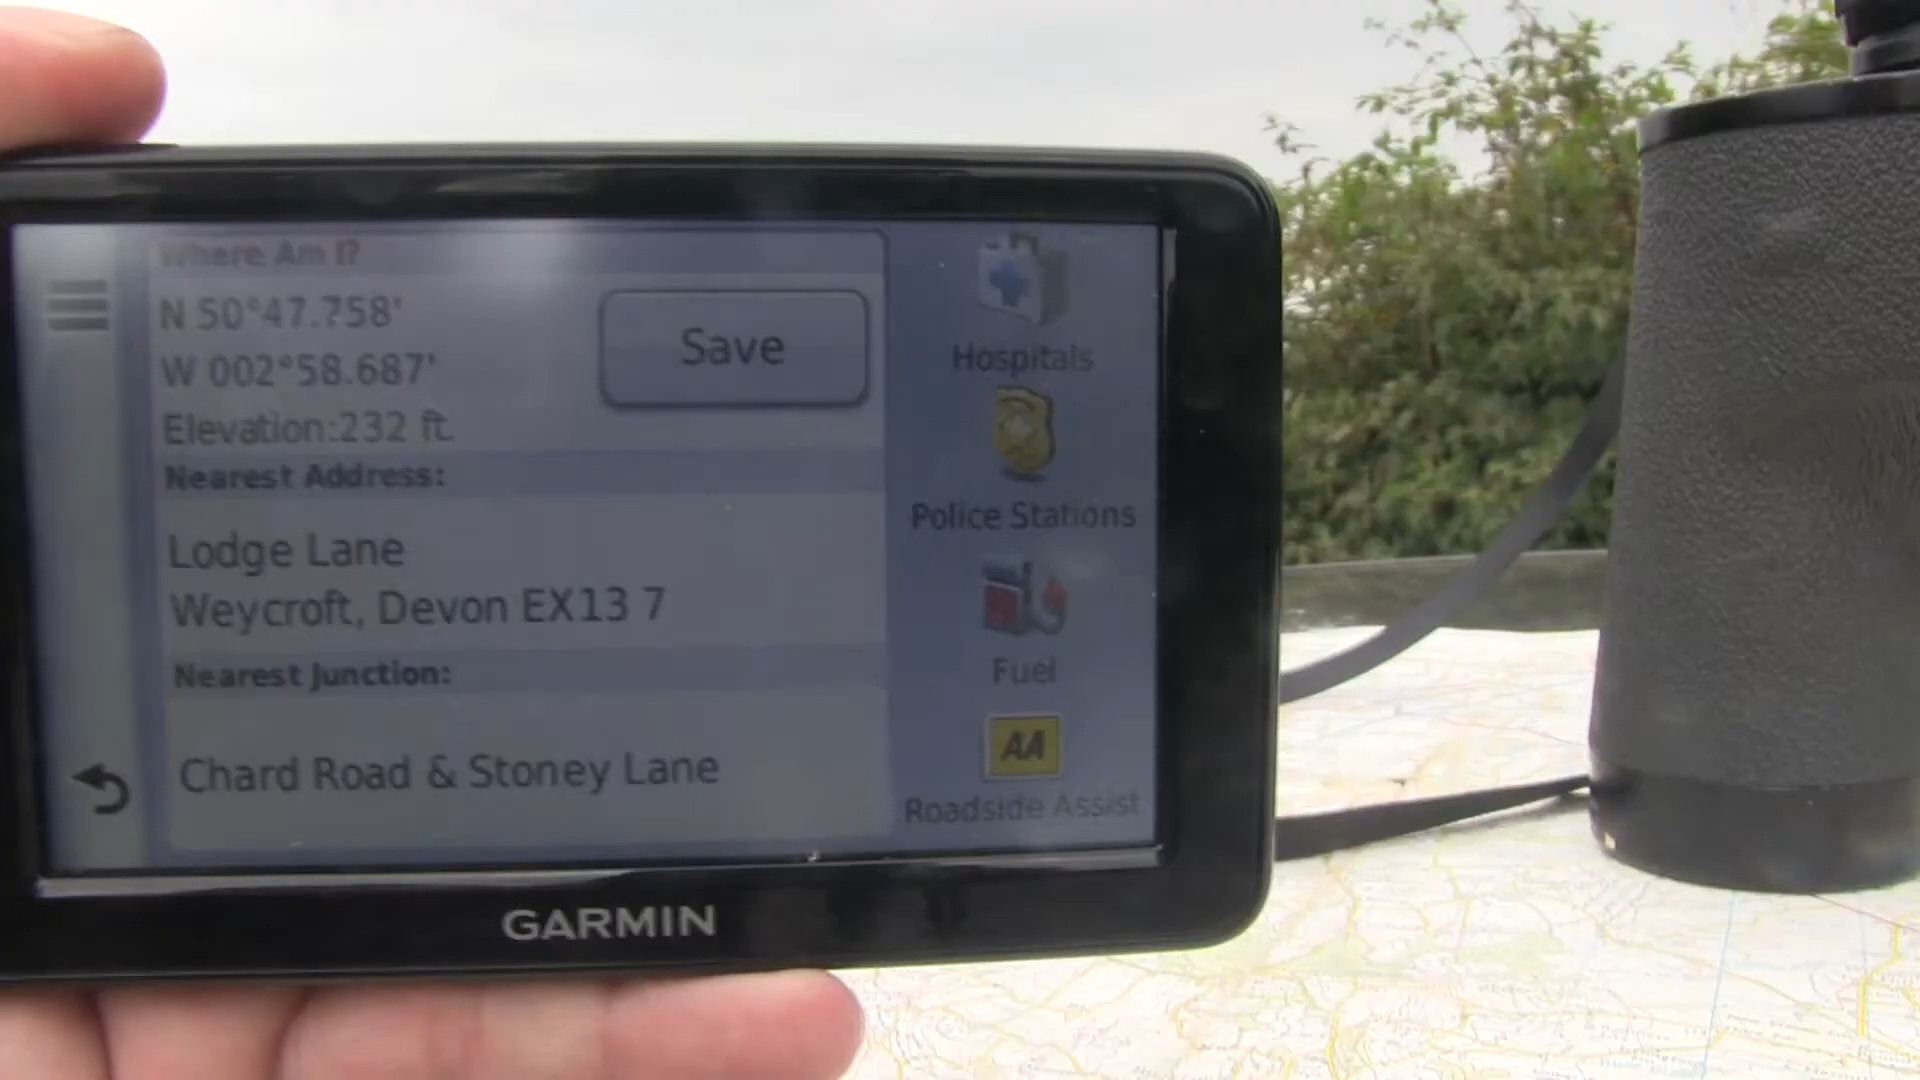 Where Am I?
N 50°47.758'
W 002°58.687'
Elevation:232 ft.
Save
Nearest Address:
Lodge Lane
Weycroft, Devon EX13 7
Nearest Junction:
Chard Road & Stoney Lane
Hospitals
Police Stations
Fuel
AA
Roadside Assist
GARMIN